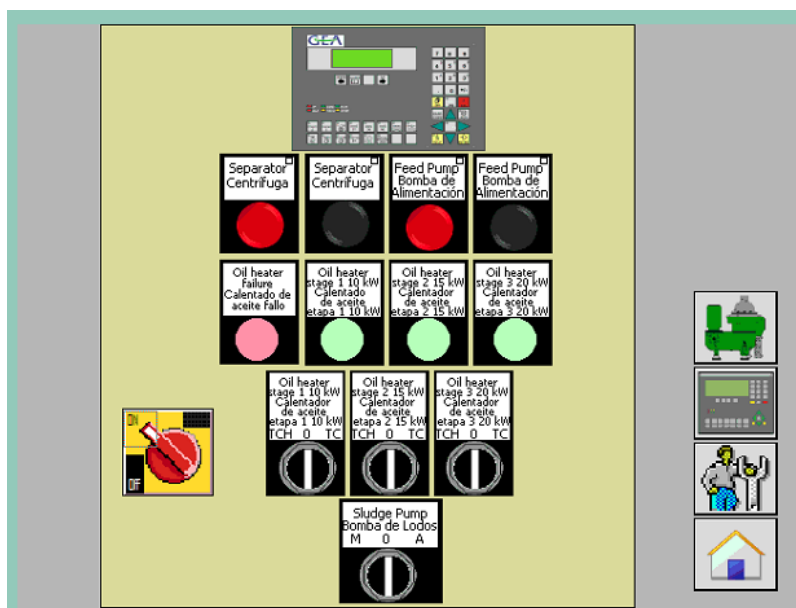 GEA
Separator
Centrífuga
Separator
Centrífuga
Feed Pump
Bomba de
Alimentación
Feed Pump
Bomba de
Alimentación
Oil heater
failure
Calentado de
aceite Fallo
Oil heater
stage 1 10 kW
Calentado
de aceite
etapa 1 10 kW
Oil heater
stage 2 15 kW
Calentador
de aceite
etapa 2 15 kW
Oil heater
stage 3 20 kW
Calentador
de aceite
etapa 3 20 kW
Oil heater
stage 1 10 kW
Calentador
de aceite
etapa 1 10 kW
TCH 0 TC
Oil heater
stage 2 15 kW
Calentador
de aceite
etapa 2 15 kW
TCH 0 TC
Oil heater
stage 3 20 kW
Calentador
de aceite
etapa 3 20 kW
TCH 0 TC
ON
OFF
Sludge Pump
Bomba de Lodos
M 0 A